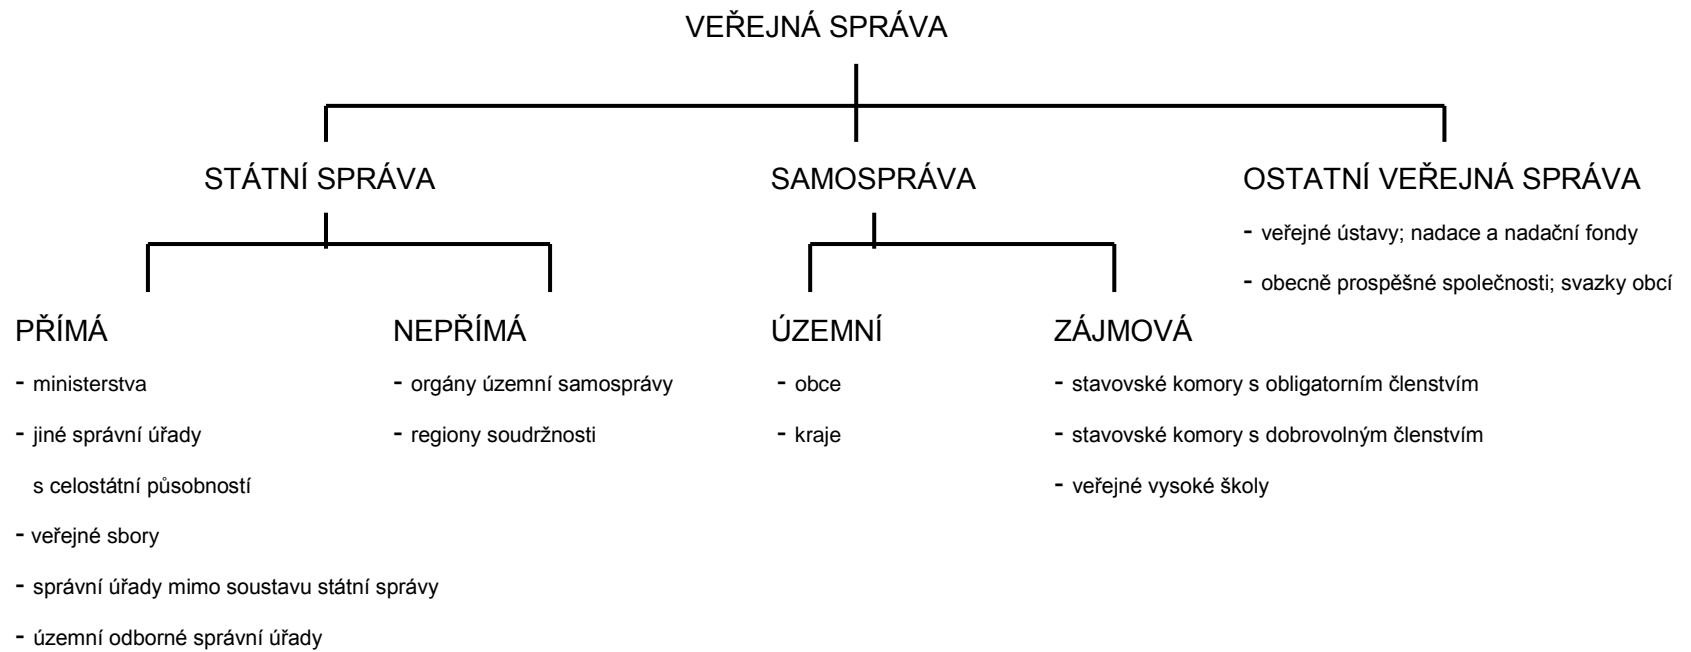 VEŘEJNÁ SPRÁVA
STÁTNÍ SPRÁVA
SAMOSPRÁVA
OSTATNÍ VEŘEJNÁ SPRÁVA
- veřejné ústavy; nadace a nadační fondy
- obecně prospěšné společnosti; svazky obcí
PŘÍMÁ
- ministerstva
- jiné správní úřady
s celostátní působností
- veřejné sbory
- správní úřady mimo soustavu státní správy
- územní odborné správní úřady
NEPŘÍMÁ
- orgány územní samosprávy
- regiony soudržnosti
ÚZEMNÍ
- obce
- kraje
ZÁJMOVÁ
- stavovské komory s obligatorním členstvím
- stavovské komory s dobrovolným členstvím
- veřejné vysoké školy